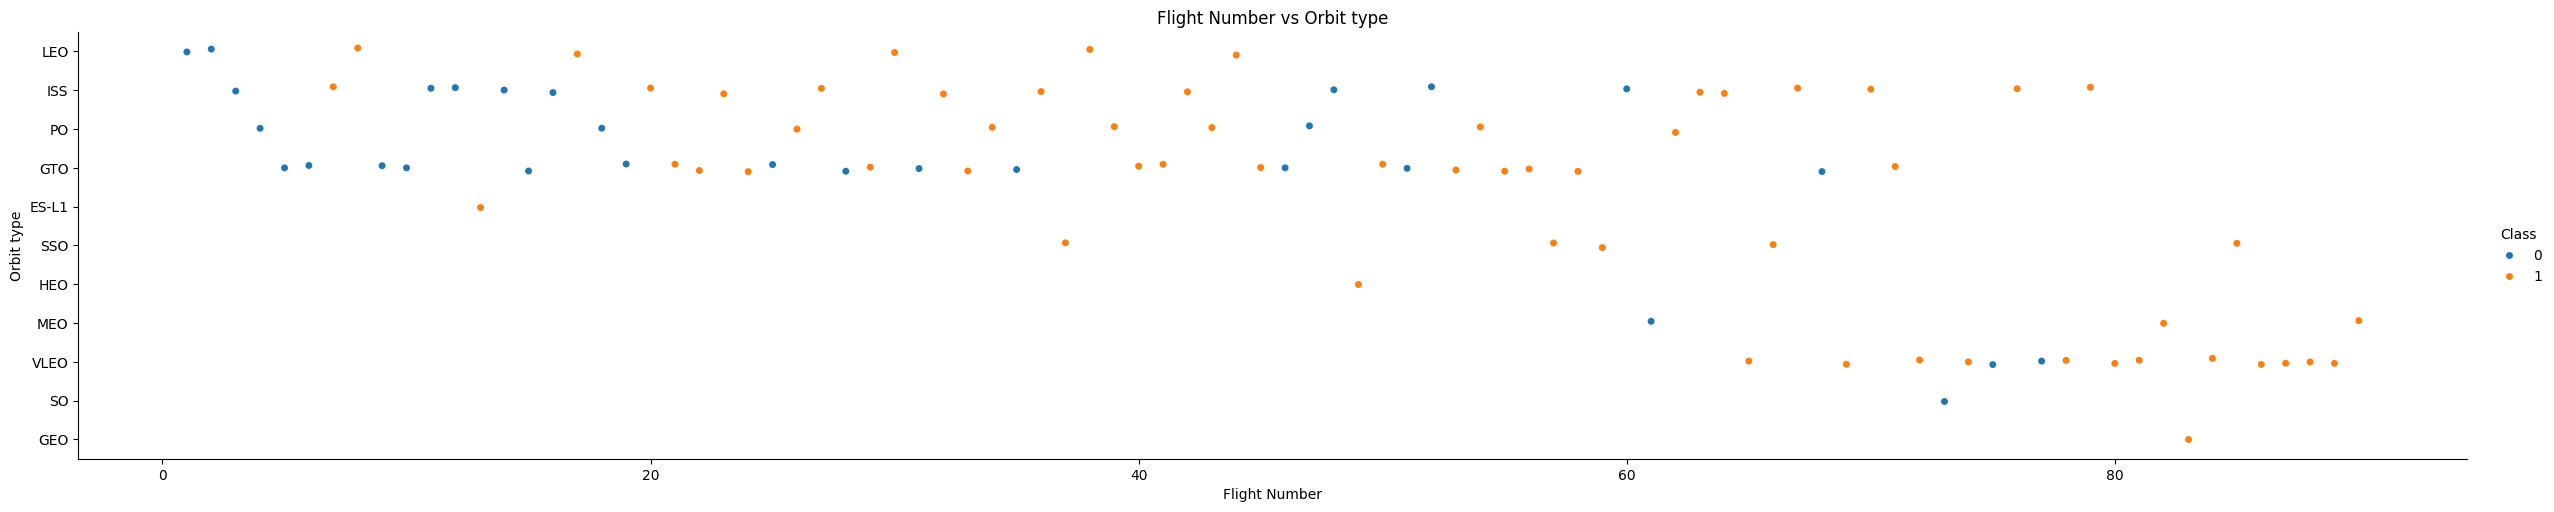 Flight Number vs Orbit type
Orbit type
LEO
ISS
PO
GTO
ES-L1
SSO
HEO
MEO
VLEO
SO
GEO
0 20 40 60 80
Flight Number
Class
0
1